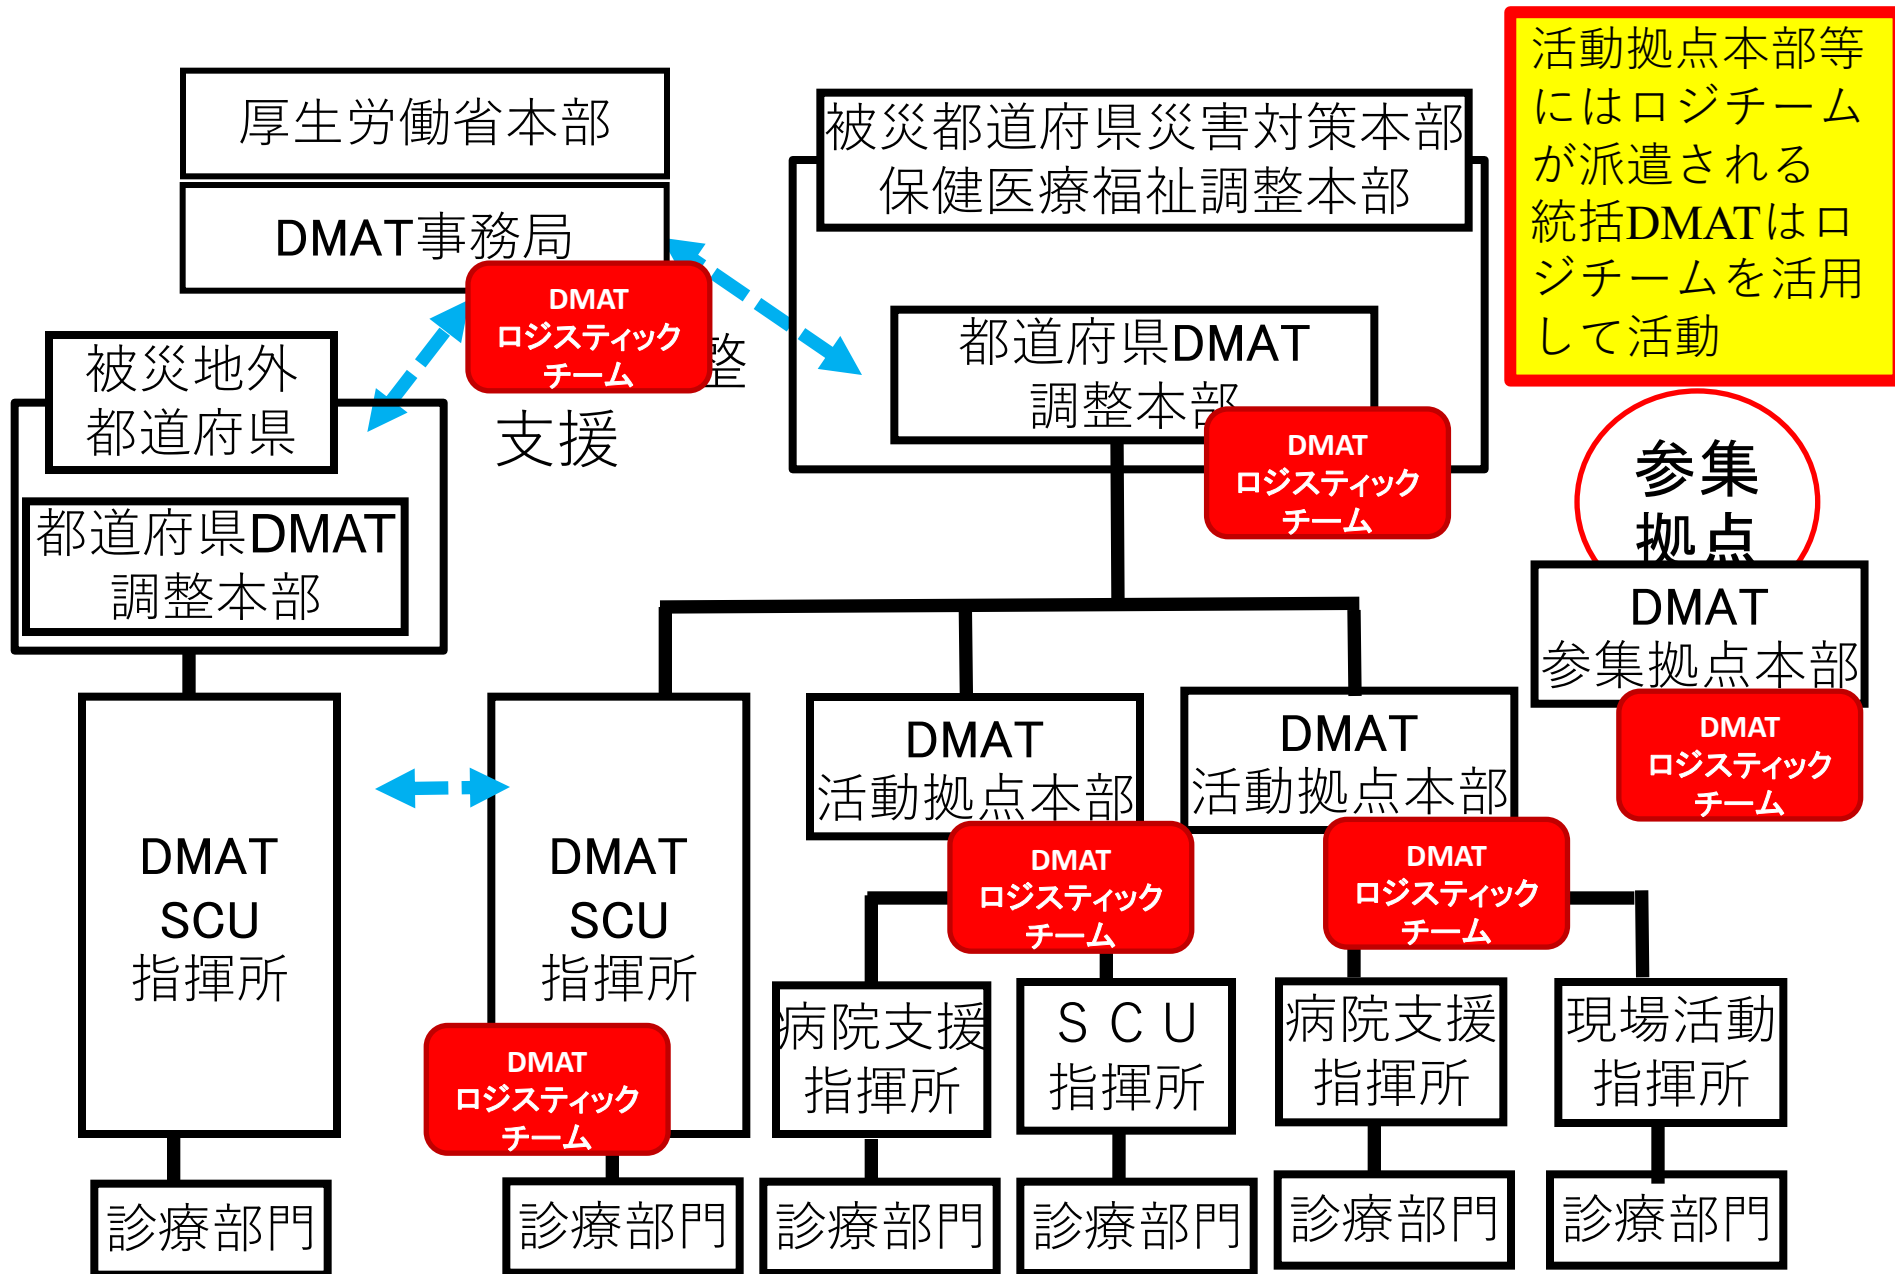 厚生労働省本部
DMAT事務局
DMAT
ロジスティック
チーム
整
支援
被災都道府県災害対策本部
保健医療福祉調整本部
都道府県DMAT
調整本部
DMAT
ロジスティック
チーム
活動拠点本部等
にはロジチーム
が派遣される
統括DMATはロ
ジチームを活用
して活動
参集
拠点
DMAT
参集拠点本部
DMAT
ロジスティック
チーム
被災地外
都道府県
都道府県DMAT
調整本部
DMAT
SCU
指揮所
診療部門
DMAT
SCU
指揮所
DMAT
ロジスティック
チーム
診療部門
DMAT
活動拠点本部
DMAT
ロジスティック
チーム
病院支援
指揮所
診療部門
ＳＣＵ
指揮所
診療部門
DMAT
活動拠点本部
DMAT
ロジスティック
チーム
病院支援
指揮所
診療部門
現場活動
指揮所
診療部門